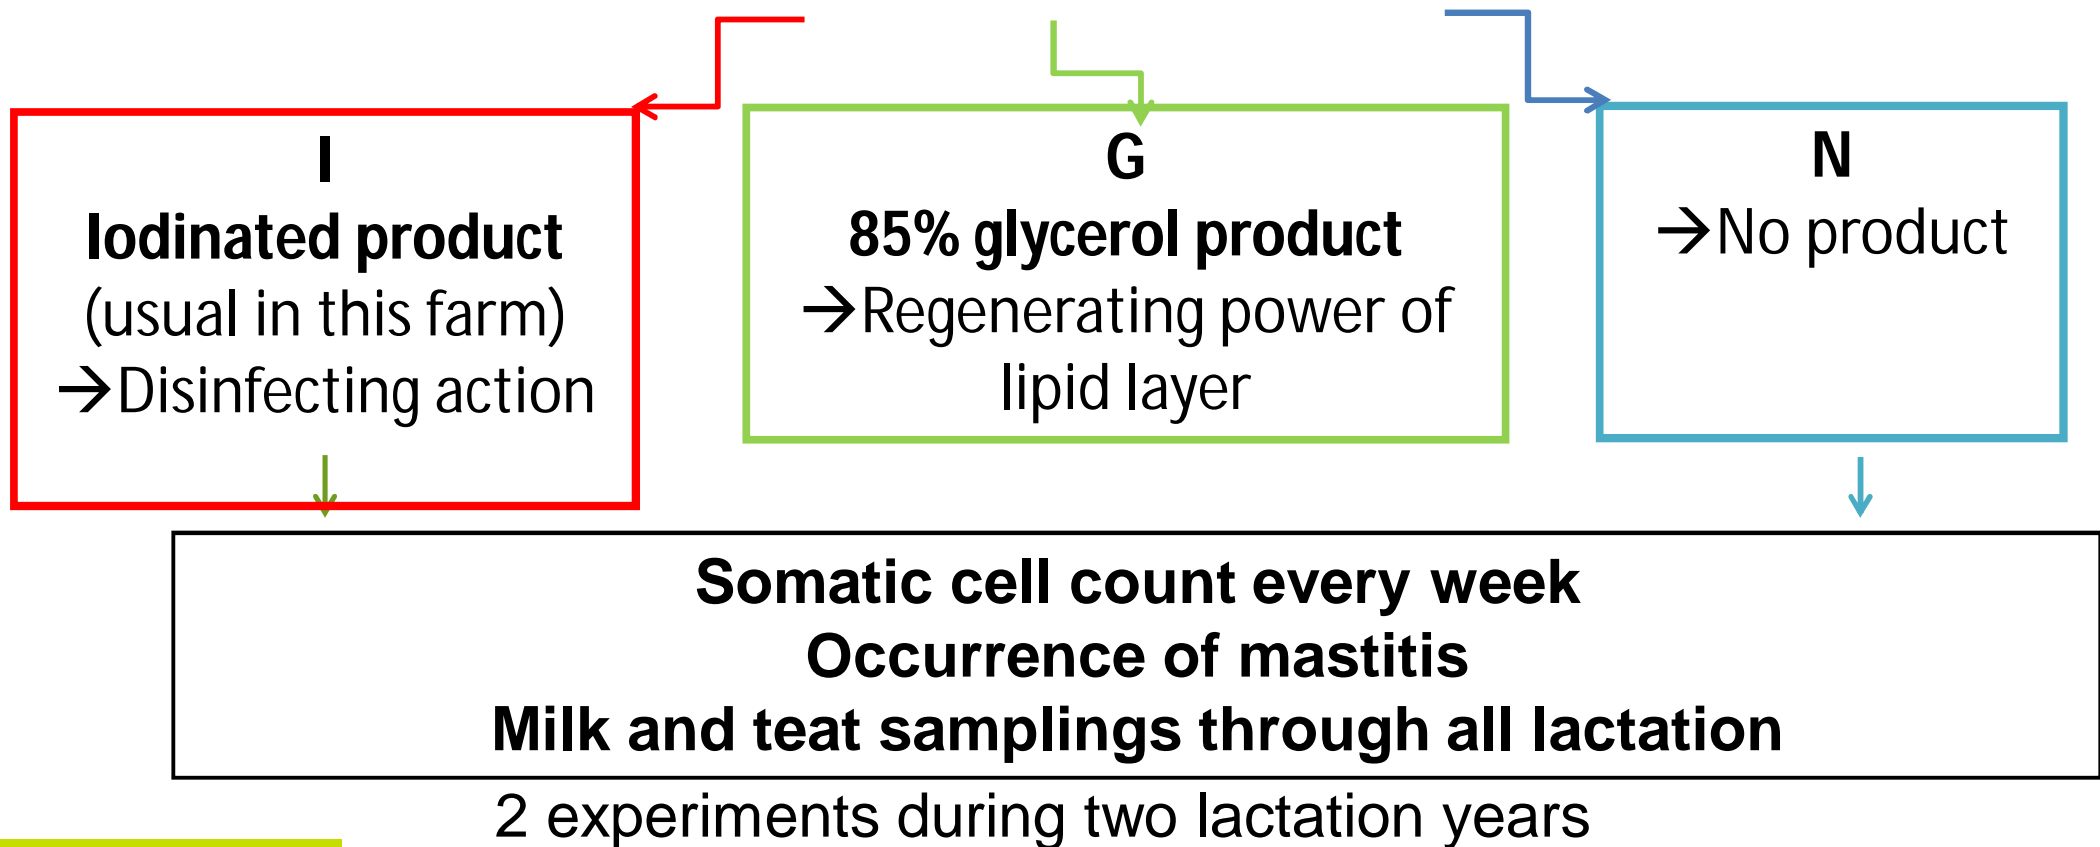 I
Iodinated product
(usual in this farm)
→Disinfecting action
G
85% glycerol product
→Regenerating power of
lipid layer
N
→No product
Somatic cell count every week
Occurrence of mastitis
Milk and teat samplings through all lactation
2 experiments during two lactation years